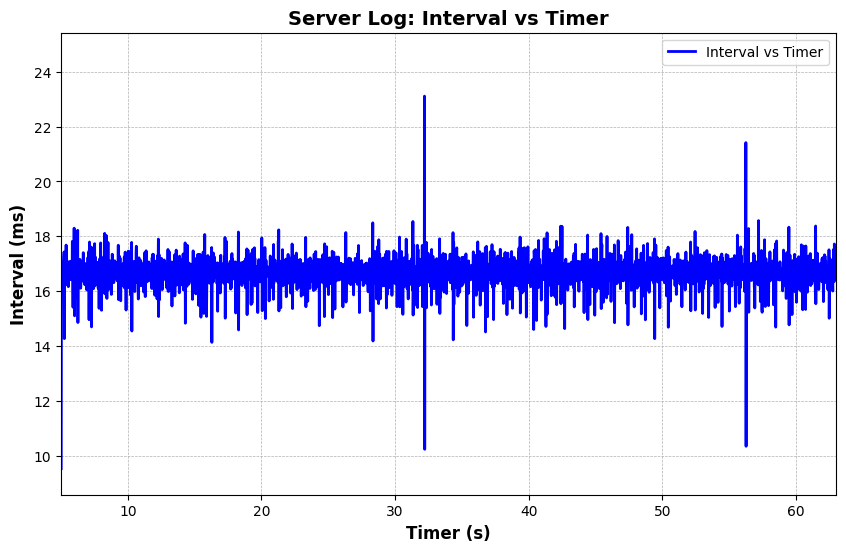 Server Log: Interval vs Timer
Interval vs Timer
24
22
20
18
16
14
12
10
Interval (ms)
10 20 30 40 50 60
Timer (s)